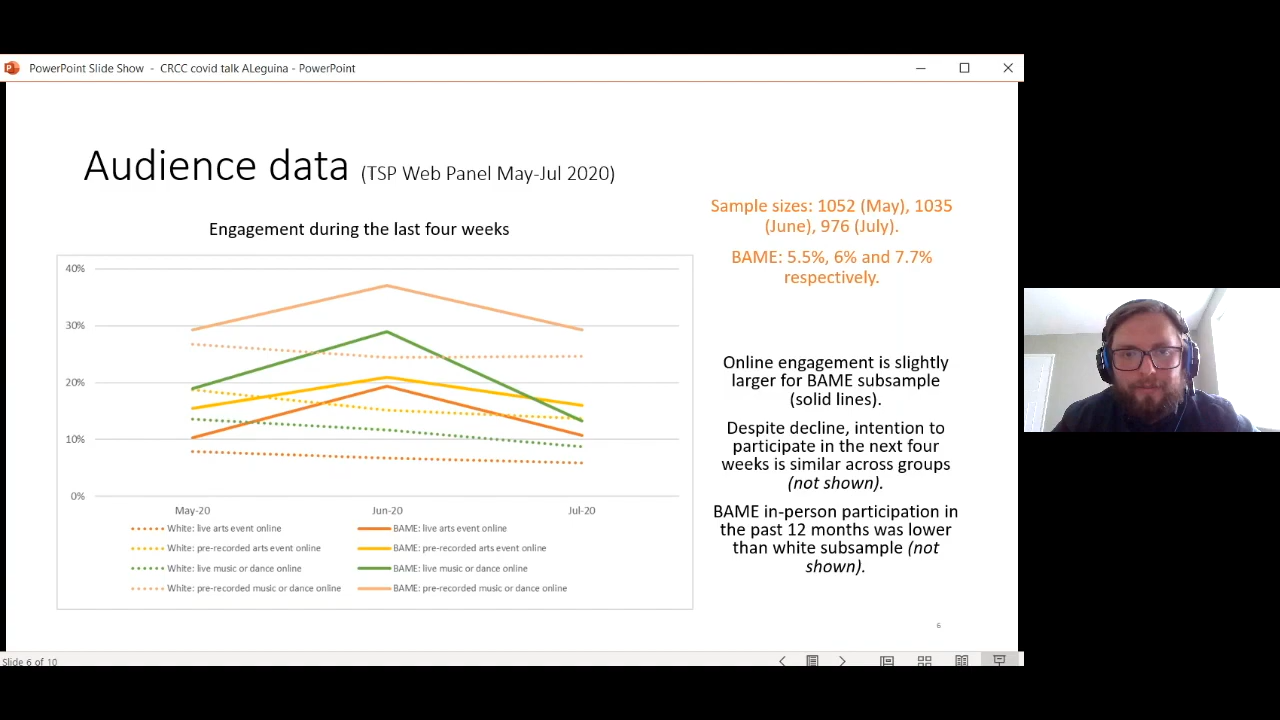 PowerPoint Slide Show - CRCC covid talk ALeguina - PowerPoint
Audience data (TSP Web Panel May-Jul 2020)
Engagement during the last four weeks
40%
30%
20%
10%
0%
May-20 Jun-20 Jul-20
White: live arts event online BAME: live arts event online
White: pre-recorded arts event online BAME: pre-recorded arts event online
White: live music or dance online BAME: live music or dance online
White: pre-recorded music or dance online BAME: pre-recorded music or dance online
Sample sizes: 1052 (May), 1035
(June), 976 (July).
BAME: 5.5%, 6% and 7.7%
respectively.
Online engagement is slightly
larger for BAME subsample
(solid lines).
Despite decline, intention to
participate in the next four
weeks is similar across groups
(not shown).
BAME in-person participation in
the past 12 months was lower
than white subsample (not
shown).
6
Slide 6 of 10